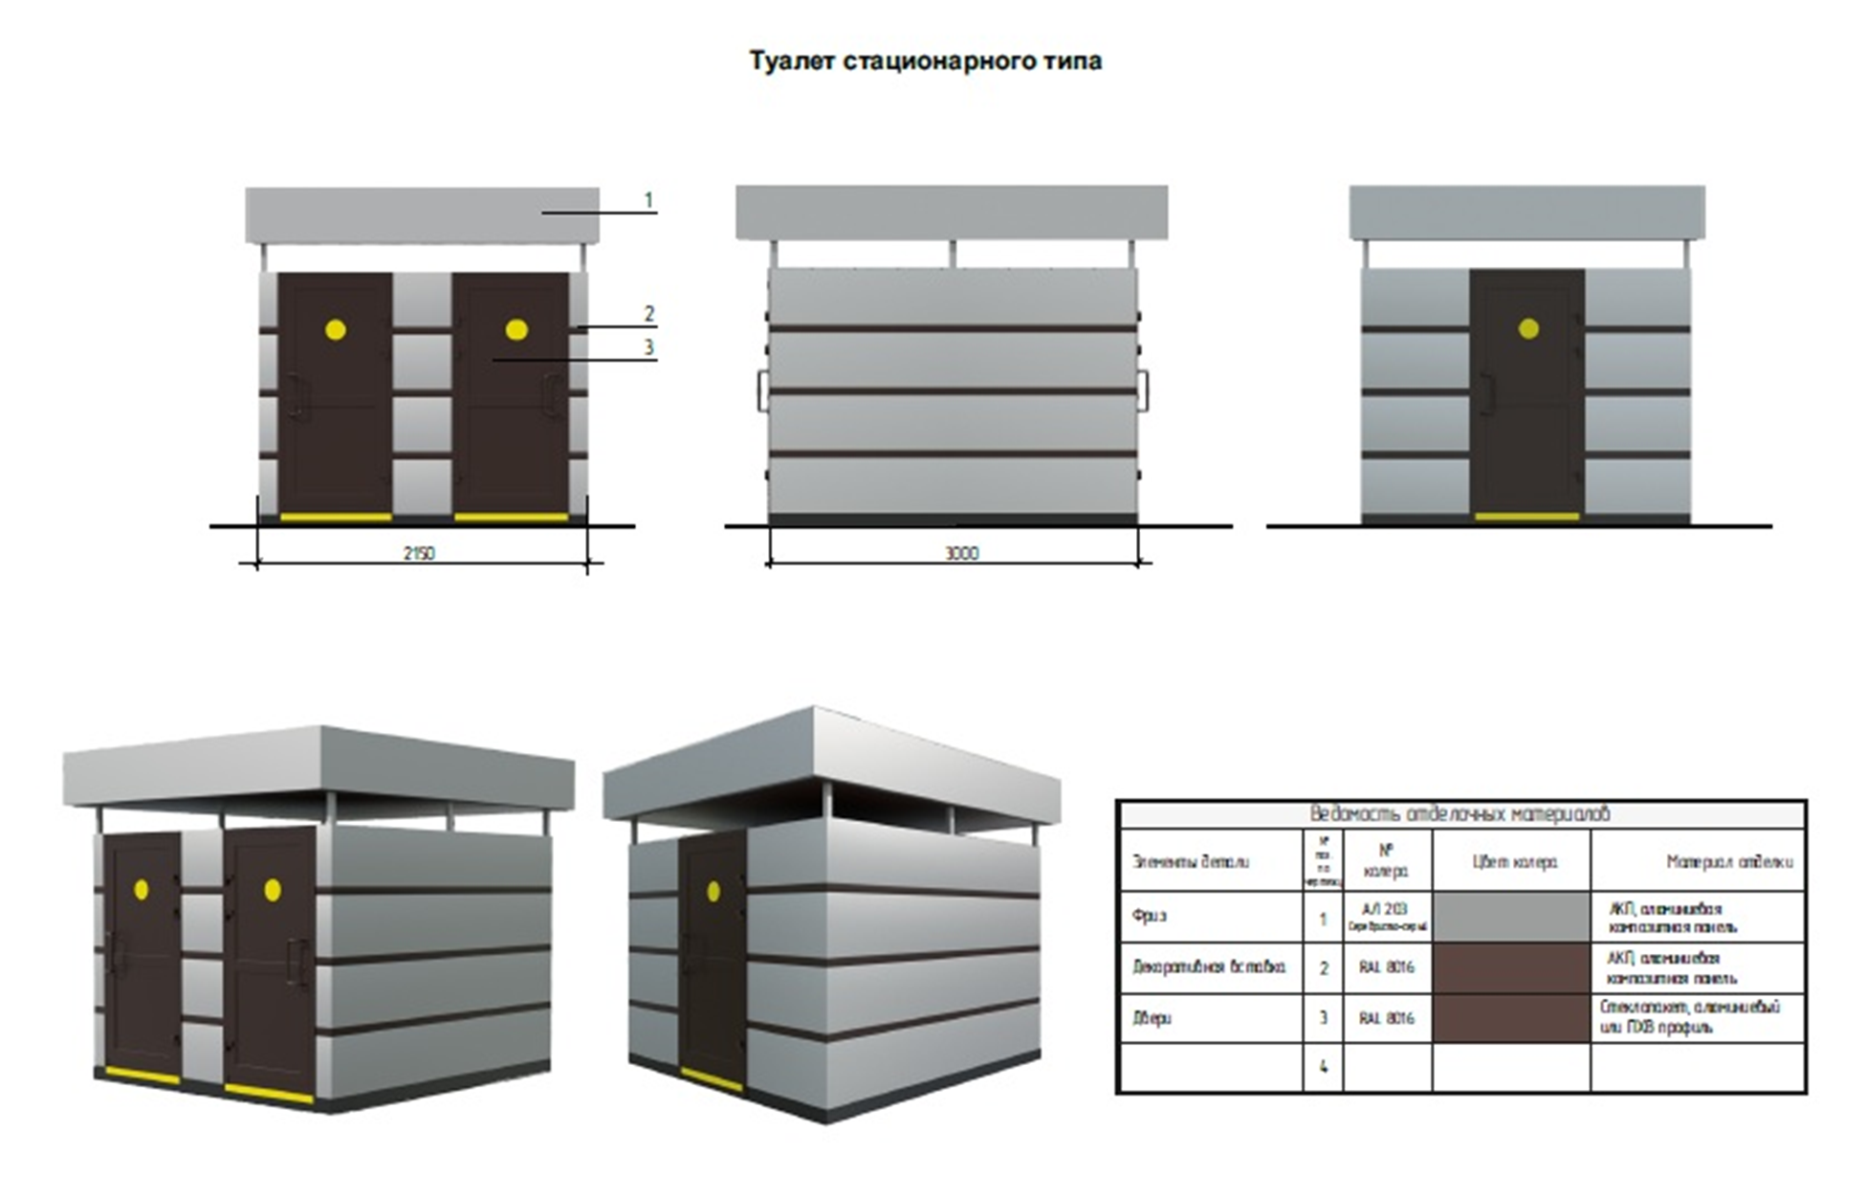 Туалет стационарного типа
1
2
3
2150
3000
Ведомость отделочных материалов
Элементы детали
№
поз.
по
№
колера
Цвет колера
Материал отделки
Фриз
1
АЛ 203
Серебристо-серый
АКП, алюминиевая
композитная панель
Декоративная вставка
2
RAL 8016
АКП, алюминиевая
композитная панель
Двери
3
RAL 8016
Стеклопакет, алюминиевый
или ПХВ профиль
4